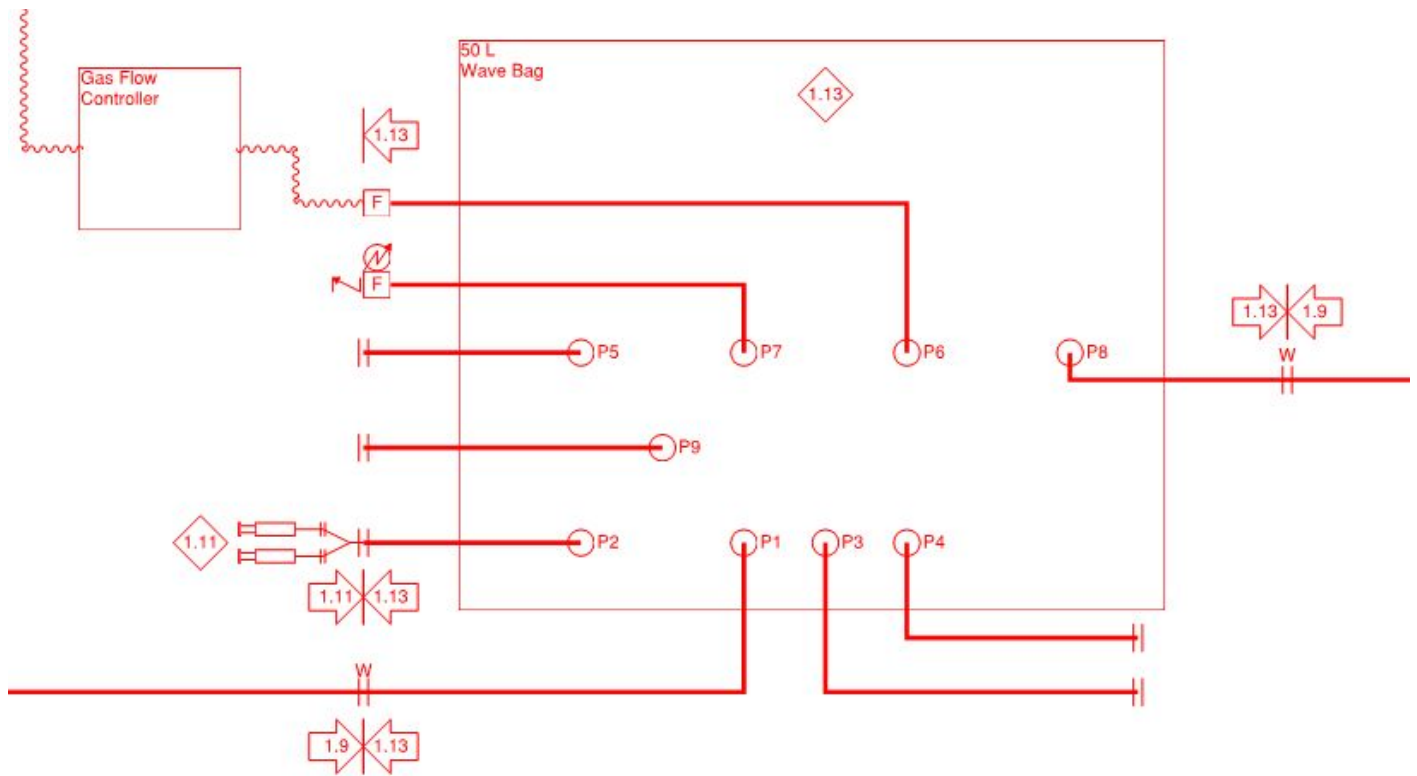 50 L
Wave Bag
Gas Flow
Controller
1.13
1.13
F
F
1.13
1.9
W
P5
P7
P6
P8
P9
1.11
P2
P1
P3
P4
1.11
1.13
W
1.9
1.13